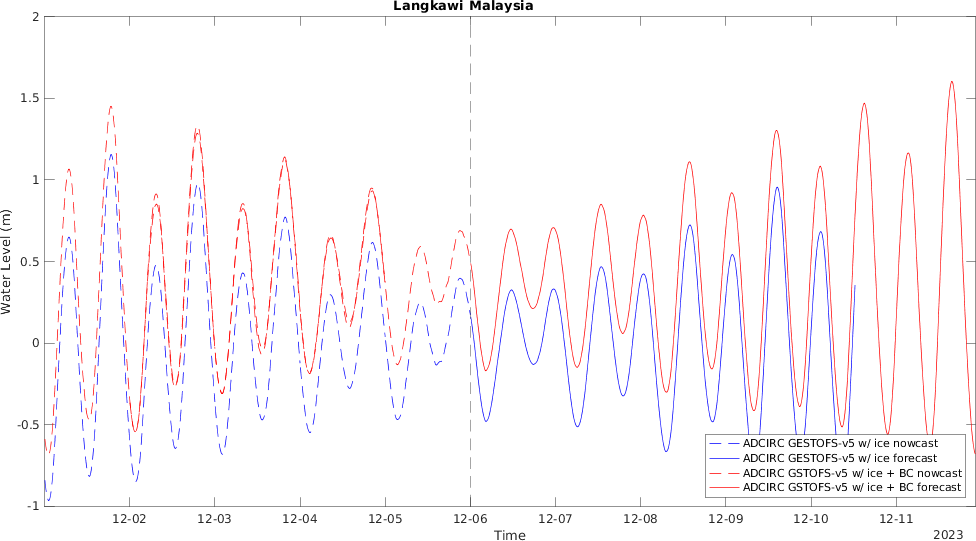 Langkawi Malaysia
2
1.5
1
0.5
0
-0.5
-1
Water Level (m)
ADCIRC GESTOFS-v5 w/ ice nowcast
ADCIRC GESTOFS-v5 w/ ice forecast
ADCIRC GSTOFS-v5 w/ ice + BC nowcast
ADCIRC GSTOFS-v5 w/ ice + BC forecast
12-02 12-03 12-04 12-05 12-06 12-07 12-08 12-09 12-10 12-11
Time
2023